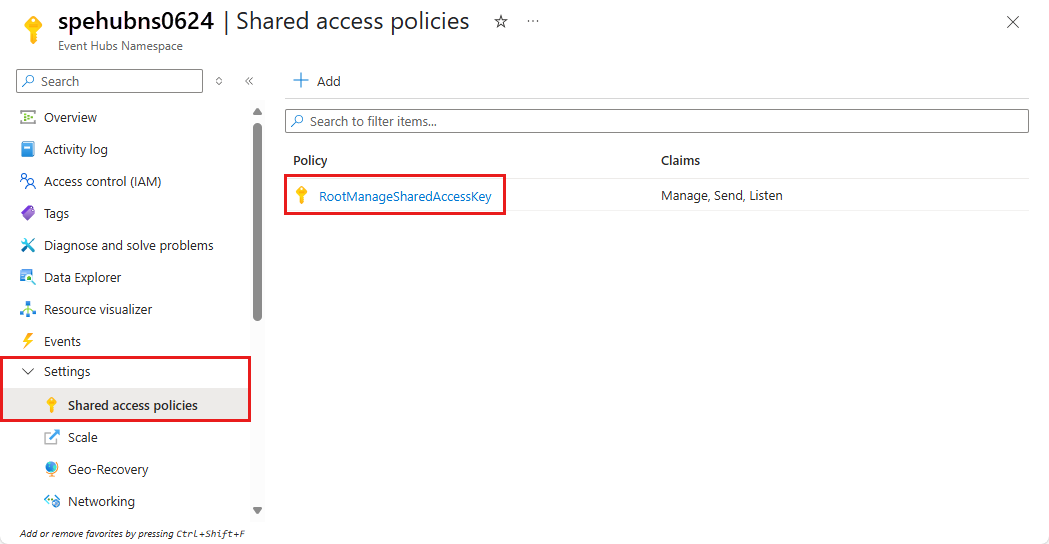 spehubns0624 | Shared access policies ☆ ···
Event Hubs Namespace
Search
Add
Overview
Search to filter items...
Activity log
Policy Claims
Access control (IAM)
RootManageSharedAccessKey Manage, Send, Listen
Tags
Diagnose and solve problems
Data Explorer
Resource visualizer
Events
Settings
Shared access policies
Scale
Geo-Recovery
Networking
Add or remove favorites by pressing Ctrl+Shift+F